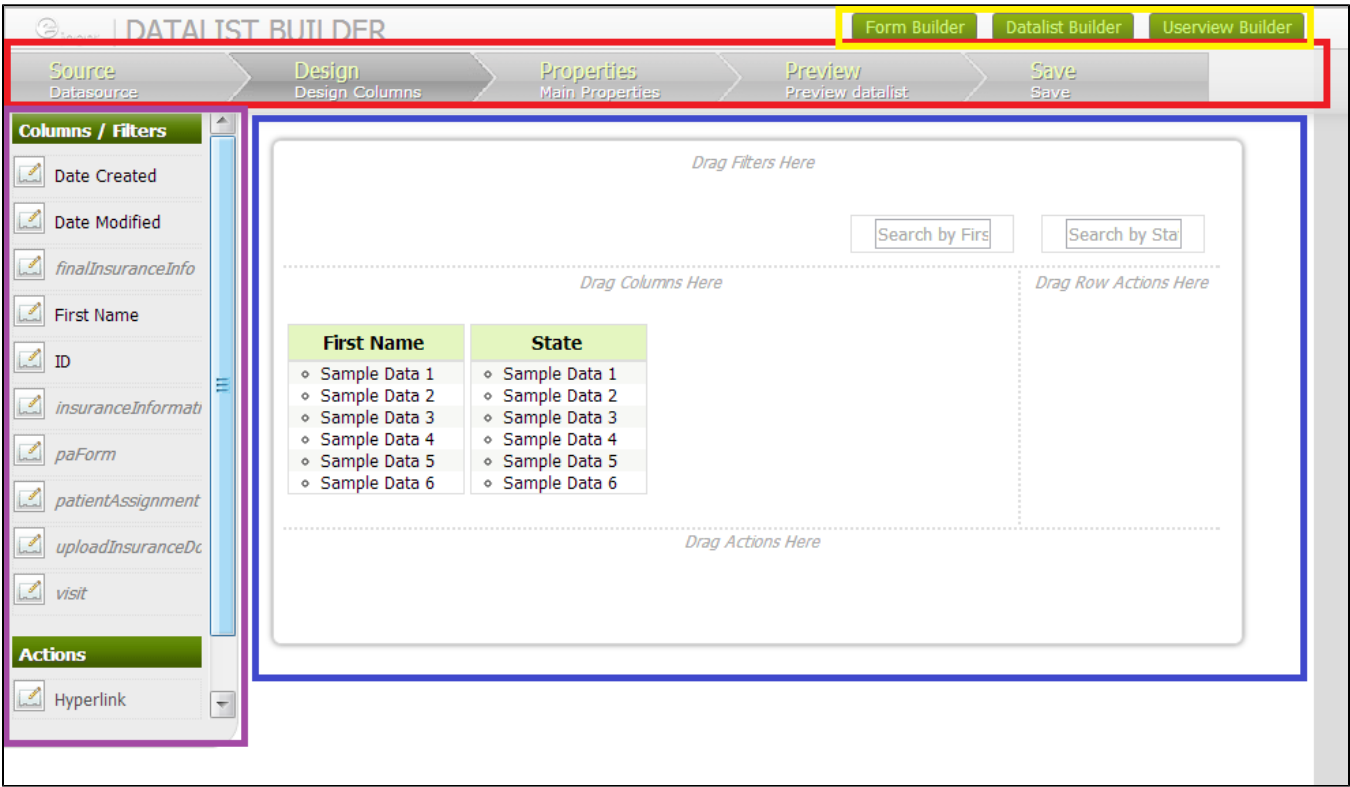 DATALIST BUILDER
Form Builder
Datalist Builder
Userview Builder
Source
Datasource
Design
Design Columns
Properties
Main Properties
Preview
Preview datalist
Save
Save
Columns / Filters
Date Created
Date Modified
finalInsuranceInfo
First Name
ID
insuranceInformati
paForm
patientAssignment
uploadInsuranceDo
visit
Actions
Hyperlink
Drag Filters Here
Search by Firs
Search by Sta
Drag Columns Here
Drag Row Actions Here
First Name
State
Sample Data 1
Sample Data 2
Sample Data 3
Sample Data 4
Sample Data 5
Sample Data 6
Sample Data 1
Sample Data 2
Sample Data 3
Sample Data 4
Sample Data 5
Sample Data 6
Drag Actions Here